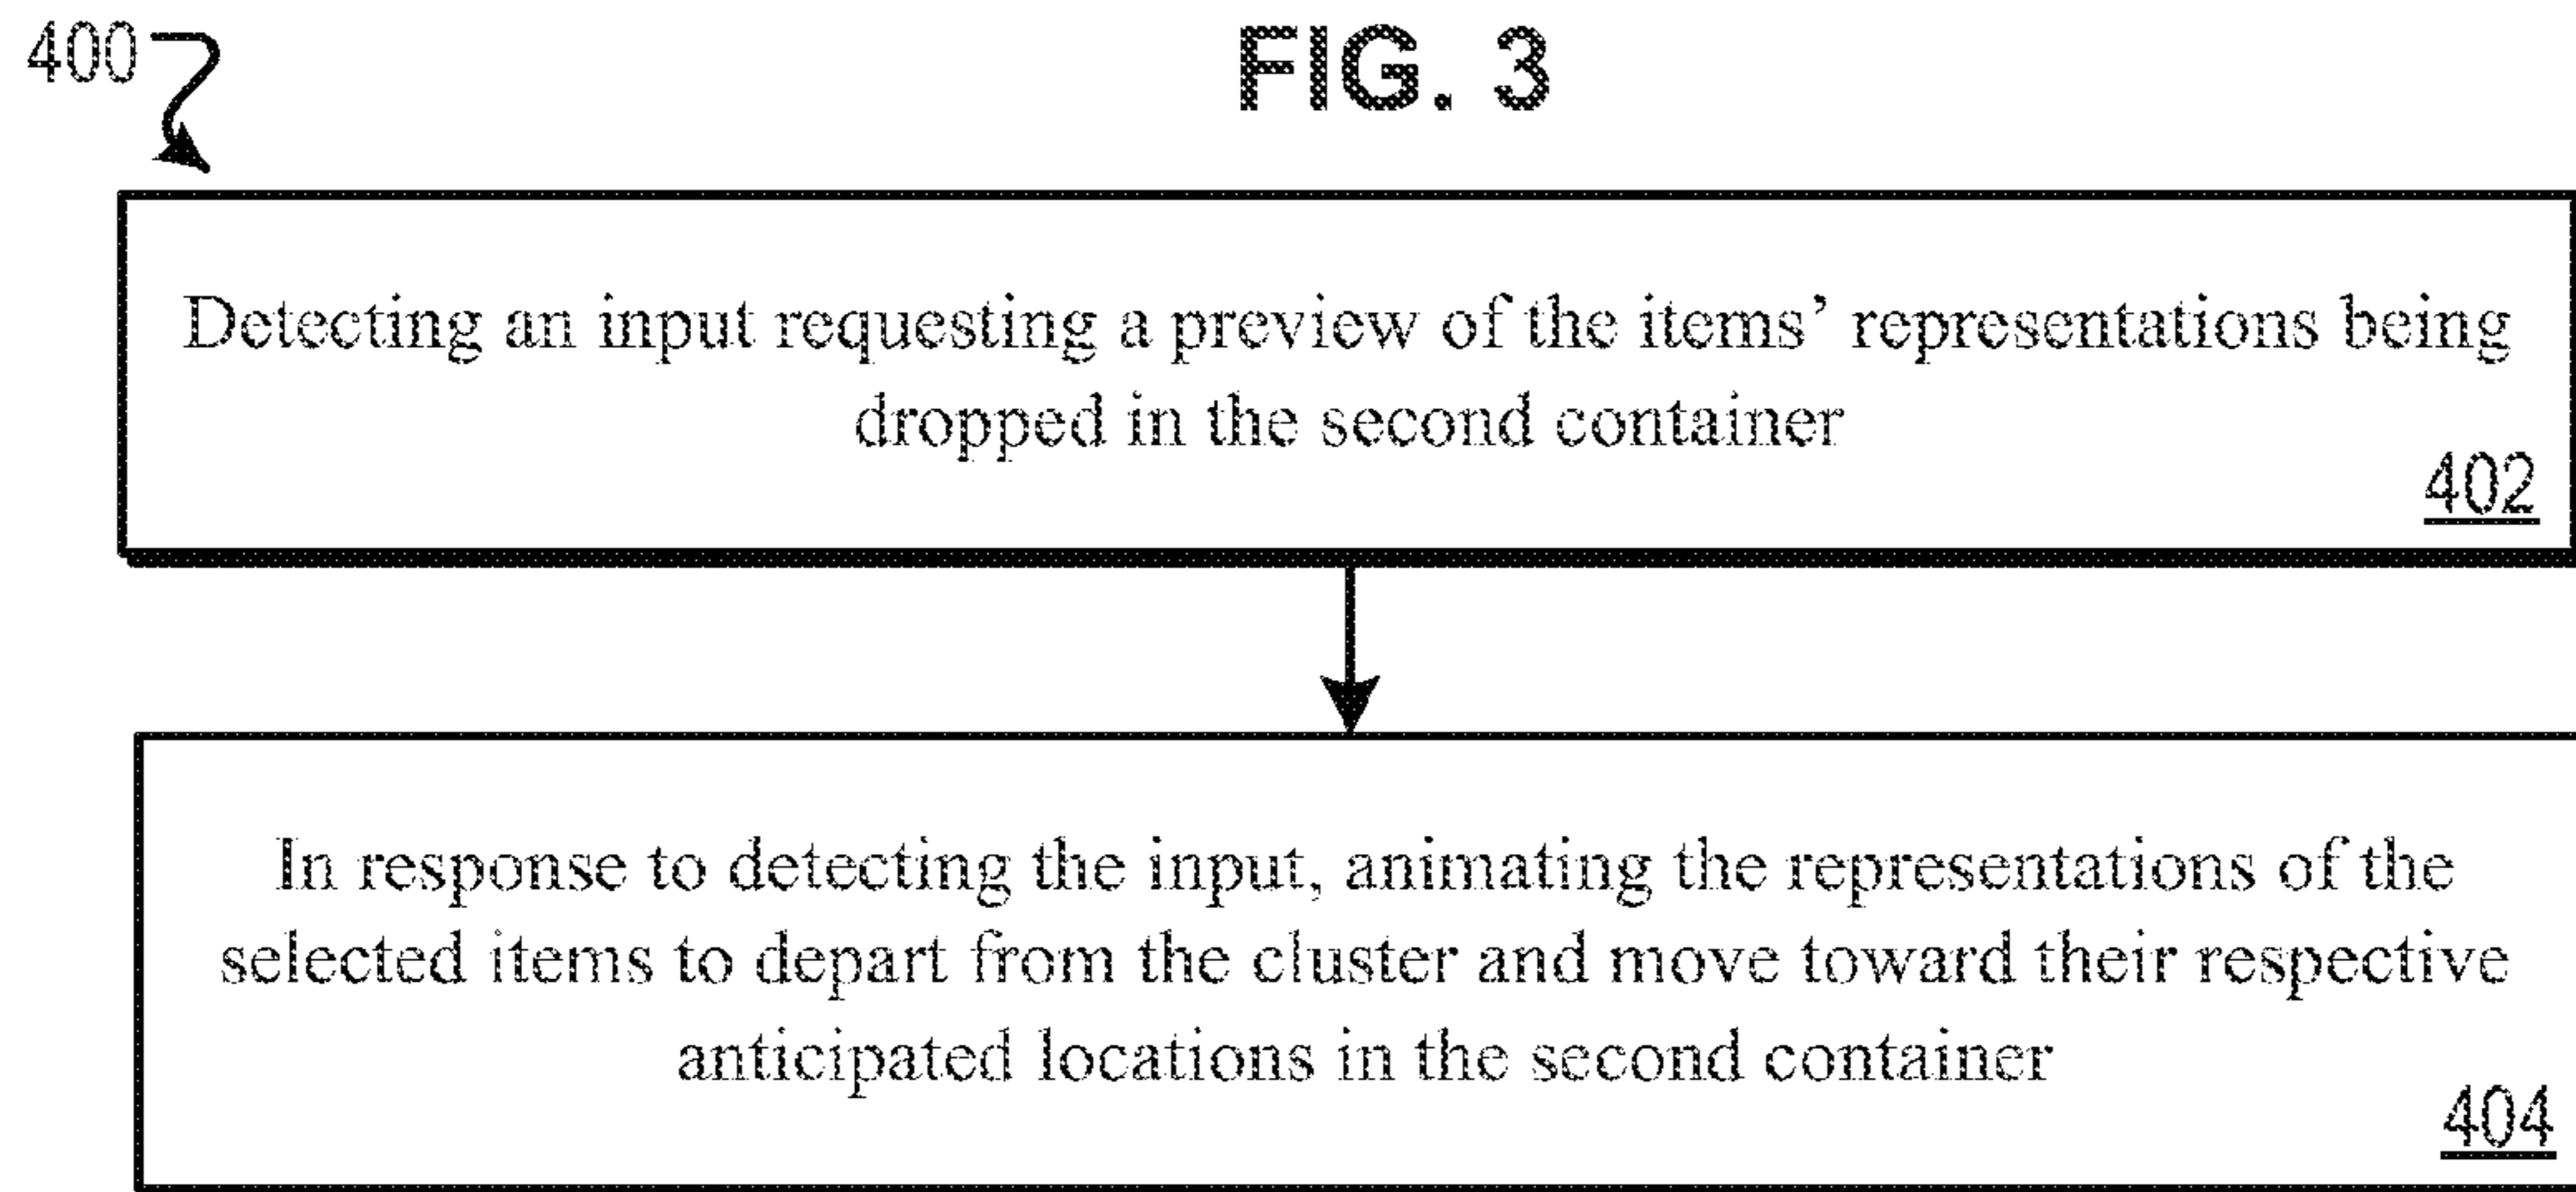 400
FIG. 3
Detecting an input requesting a preview of the items’ representations being
dropped in the second container
402
In response to detecting the input, animating the representations of the
selected items to depart from the cluster and move toward their respective
anticipated locations in the second container
404